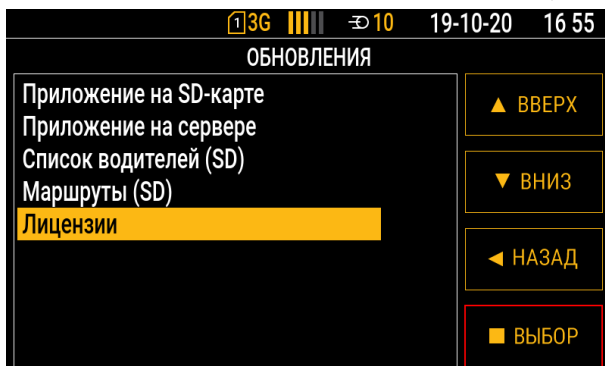 1 3G 10 19-10-20 16 55
ОБНОВЛЕНИЯ
Приложение на SD-карте
Приложение на сервере
Список водителей (SD)
Маршруты (SD)
Лицензии
▲ ВВЕРХ
▼ ВНИЗ
◄ НАЗАД
■ ВЫБОР